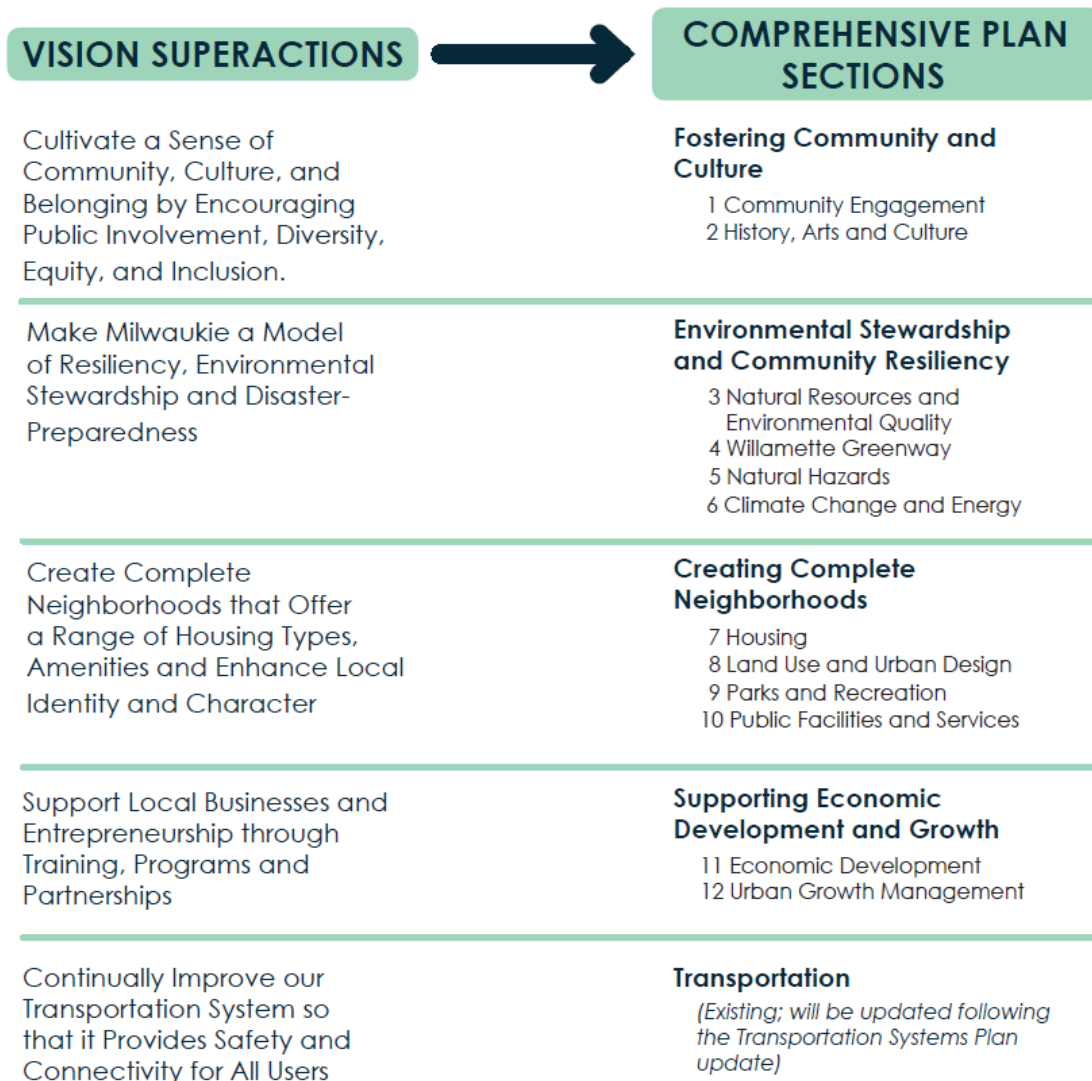 VISION SUPERACTIONS
COMPREHENSIVE PLAN
SECTIONS
Cultivate a Sense of
Community, Culture, and
Belonging by Encouraging
Public Involvement, Diversity,
Equity, and Inclusion.
Fostering Community and
Culture
1 Community Engagement
2 History, Arts and Culture
Make Milwaukie a Model
of Resiliency, Environmental
Stewardship and Disaster-
Preparedness
Environmental Stewardship
and Community Resiliency
3 Natural Resources and
Environmental Quality
4 Willamette Greenway
5 Natural Hazards
6 Climate Change and Energy
Create Complete
Neighborhoods that Offer
a Range of Housing Types,
Amenities and Enhance Local
Identity and Character
Creating Complete
Neighborhoods
7 Housing
8 Land Use and Urban Design
9 Parks and Recreation
10 Public Facilities and Services
Support Local Businesses and
Entrepreneurship through
Training, Programs and
Partnerships
Supporting Economic
Development and Growth
11 Economic Development
12 Urban Growth Management
Continually Improve our
Transportation System so
that it Provides Safety and
Connectivity for All Users
Transportation
(Existing; will be updated following
the Transportation Systems Plan
update)